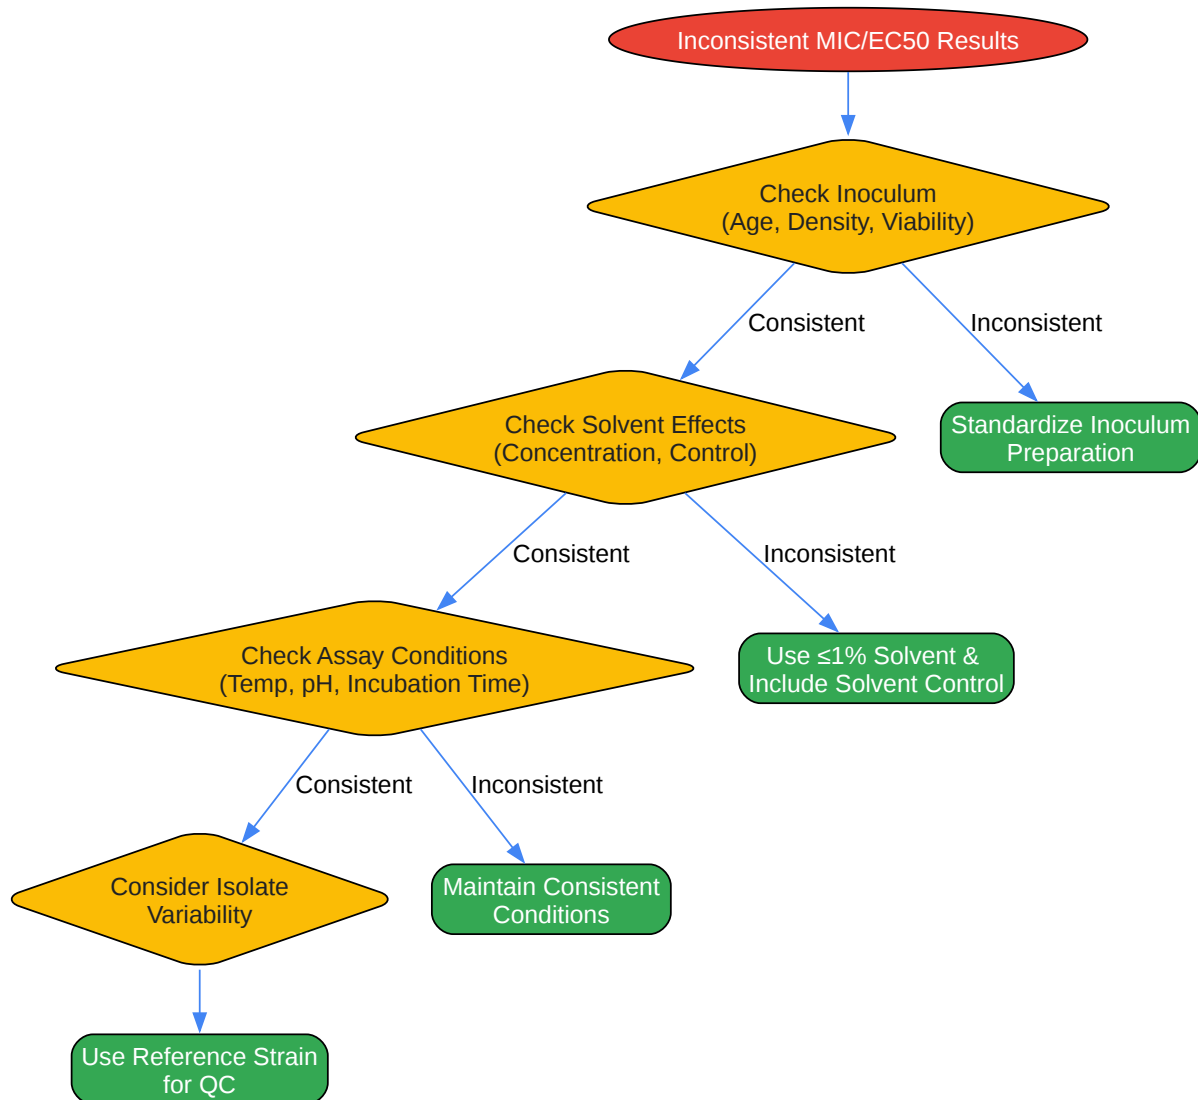 Inconsistent MIC/EC50 Results
Check Inoculum
(Age, Density, Viability)
Consistent
Inconsistent
Check Solvent Effects
(Concentration, Control)
Standardize Inoculum
Preparation
Consistent
Inconsistent
Check Assay Conditions
(Temp, pH, Incubation Time)
Use ≤1% Solvent &
Include Solvent Control
Consistent
Inconsistent
Consider Isolate
Variability
Maintain Consistent
Conditions
Use Reference Strain
for QC